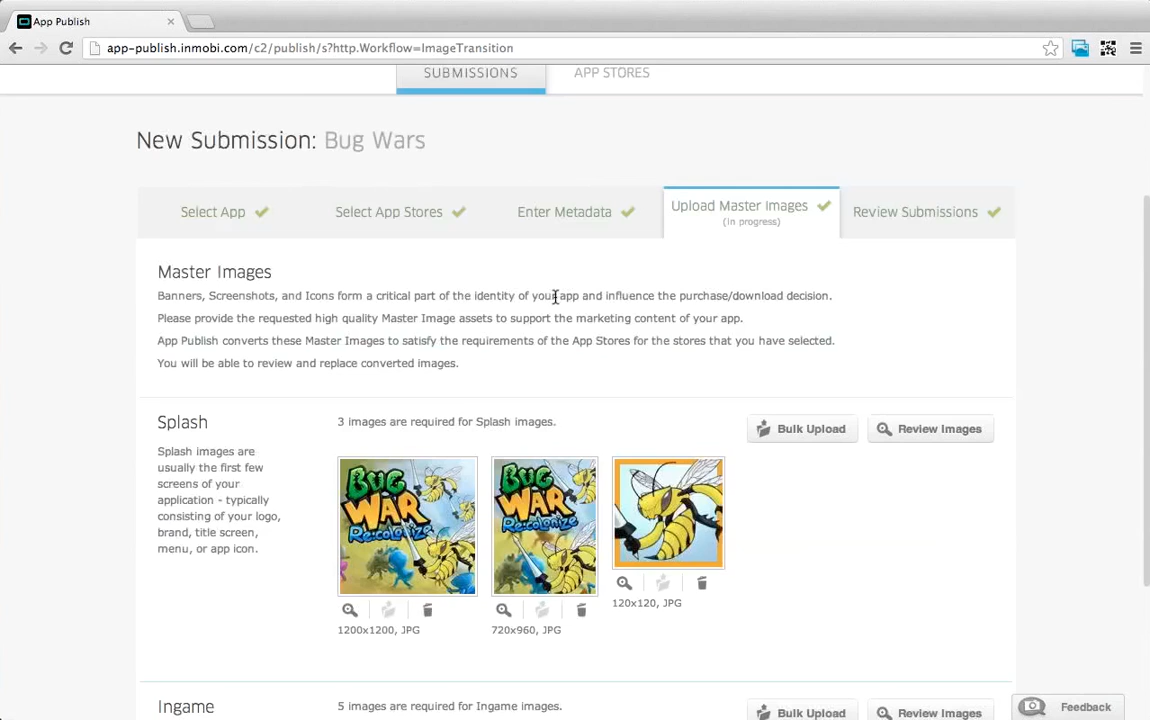 App Publish
app-publish.inmobi.com/c2/publish/s?http.Workflow=ImageTransition
SUBMISSIONS
APP STORES
New Submission: Bug Wars
Select App
Select App Stores
Enter Metadata
Upload Master Images
(In progress)
Review Submissions
Master Images
Banners, Screenshots, and Icons form a critical part of the identity of your app and influence the purchase/download decision.
Please provide the requested high quality Master Image assets to support the marketing content of your app.
App Publish converts these Master Images to satisfy the requirements of the App Stores for the stores that you have selected.
You will be able to review and replace converted images.
Splash
3 images are required for Splash images.
Bulk Upload
Review Images
Splash images are
usually the first few
screens of your
application - typically
consisting of your logo,
brand, title screen,
menu, or app icon.
BUG
WAR
Re-colonize
BUG
WAR
Re-colonize
1200x1200, JPG
720x960, JPG
120x120, JPG
Ingame
5 images are required for Ingame images.
Bulk Upload
Review Images
Feedback